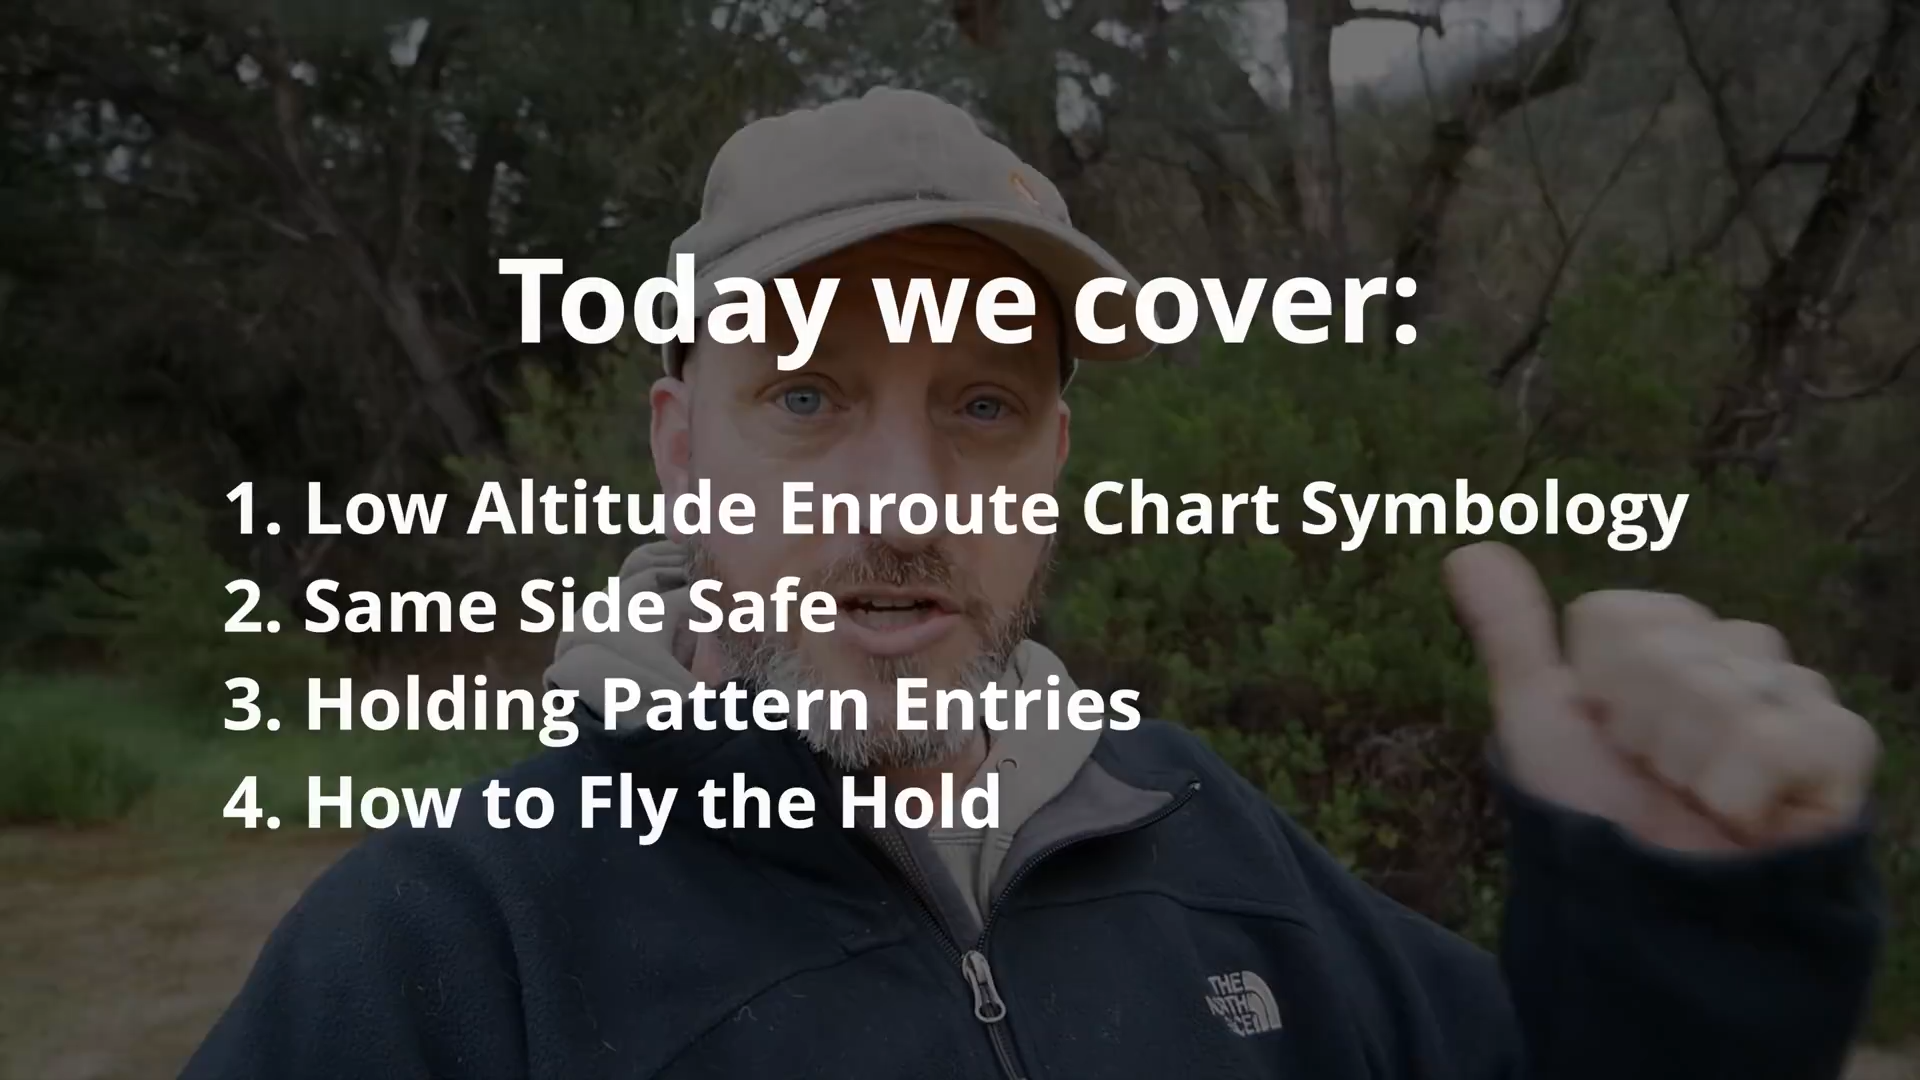 Today we cover:
1. Low Altitude Enroute Chart Symbology
2. Same Side Safe
3. Holding Pattern Entries
4. How to Fly the Hold
THE
NORTH
FACE